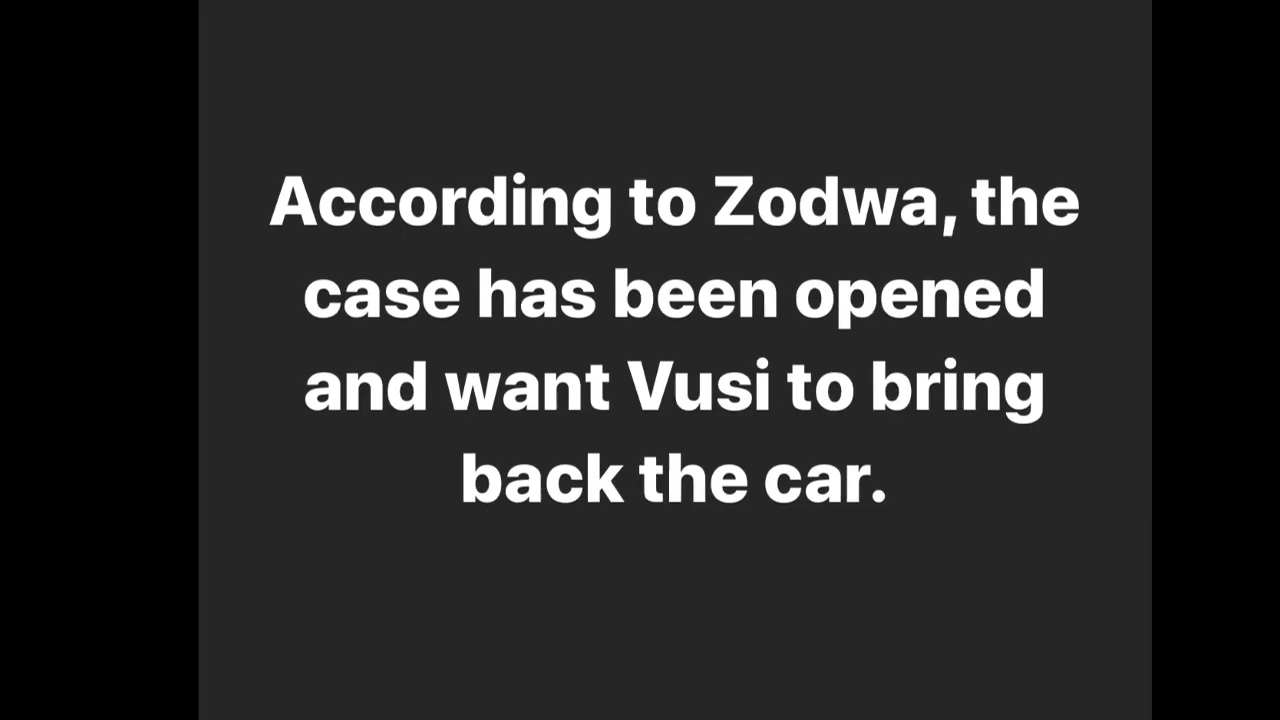 According to Zodwa, the
case has been opened
and want Vusi to bring
back the car.